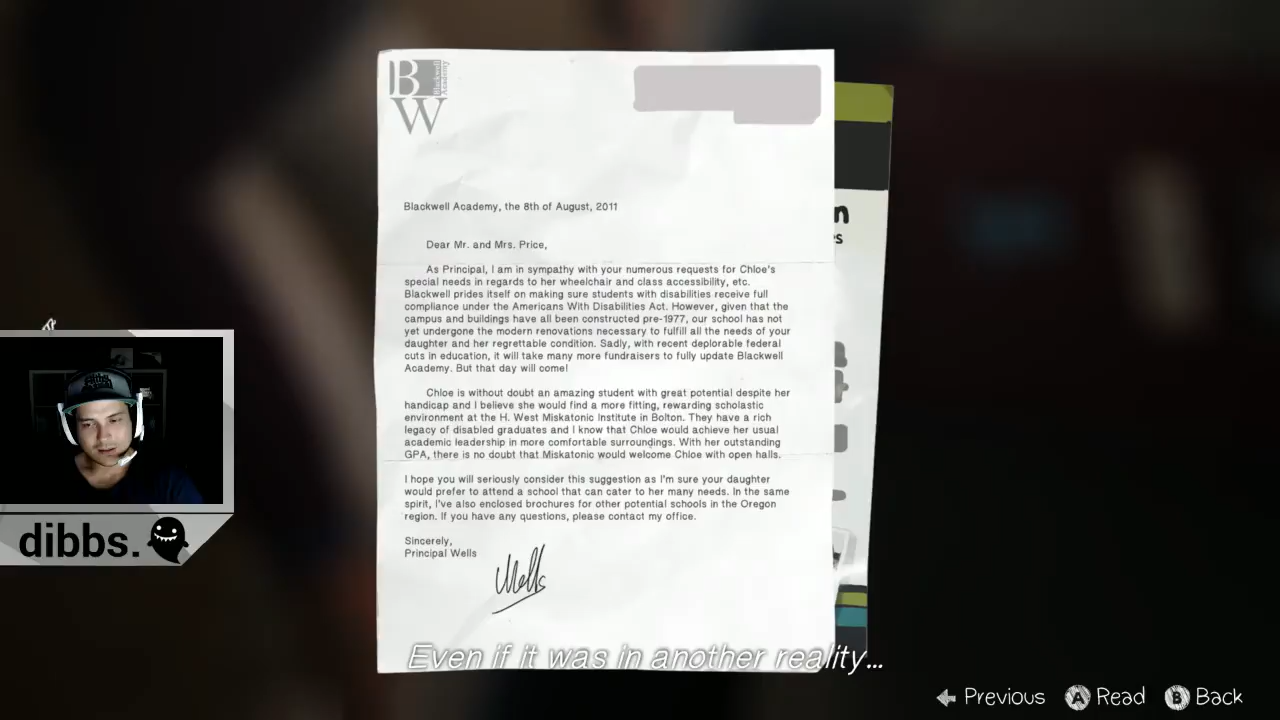 B
Blackwell
Academy
W
Blackwell Academy, the 8th of August, 2011
Dear Mr. and Mrs. Price,
As Principal, I am in sympathy with your numerous requests for Chloe's
special needs in regards to her wheelchair and class accessibility, etc.
Blackwell prides itself on making sure students with disabilities receive full
compliance under the Americans With Disabilities Act. However, given that the
campus and buildings have all been constructed pre-1977, our school has not
yet undergone the modern renovations necessary to fulfill all the needs of your
daughter and her regrettable condition. Sadly, with recent deplorable federal
cuts in education, it will take many more fundraisers to fully update Blackwell
Academy. But that day will come!
Chloe is without doubt an amazing student with great potential despite her
handicap and I believe she would find a more fitting, rewarding scholastic
environment at the H. West Miskatonic Institute in Bolton. They have a rich
legacy of disabled graduates and I know that Chloe would achieve her usual
academic leadership in more comfortable surroundings. With her outstanding
GPA, there is no doubt that Miskatonic would welcome Chloe with open halls.
I hope you will seriously consider this suggestion as I'm sure your daughter
would prefer to attend a school that can cater to her many needs. In the same
spirit, I've also enclosed brochures for other potential schools in the Oregon
region. If you have any questions, please contact my office.
Sincerely,
Principal Wells
Wells
n
s
dibbs.
Even if it was in another reality...
Previous A Read B Back